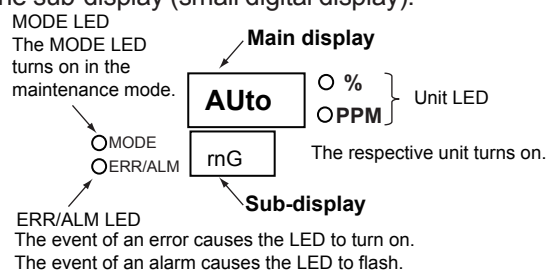 the sub-display (small digital display).
MODE LED
The MODE LED
turns on in the
maintenance mode.
Main display
AUto
%
PPM
Unit LED
MODE
ERR/ALM
rnG
The respective unit turns on.
Sub-display
ERR/ALM LED
The event of an error causes the LED to turn on.
The event of an alarm causes the LED to flash.